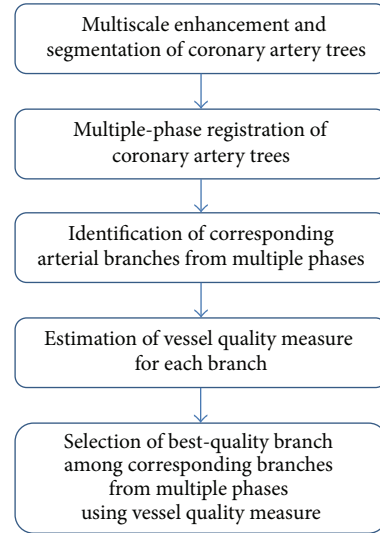 Multiscale enhancement and
segmentation of coronary artery trees
Multiple-phase registration of
coronary artery trees
Identification of corresponding
arterial branches from multiple phases
Estimation of vessel quality measure
for each branch
Selection of best-quality branch
among corresponding branches
from multiple phases
using vessel quality measure